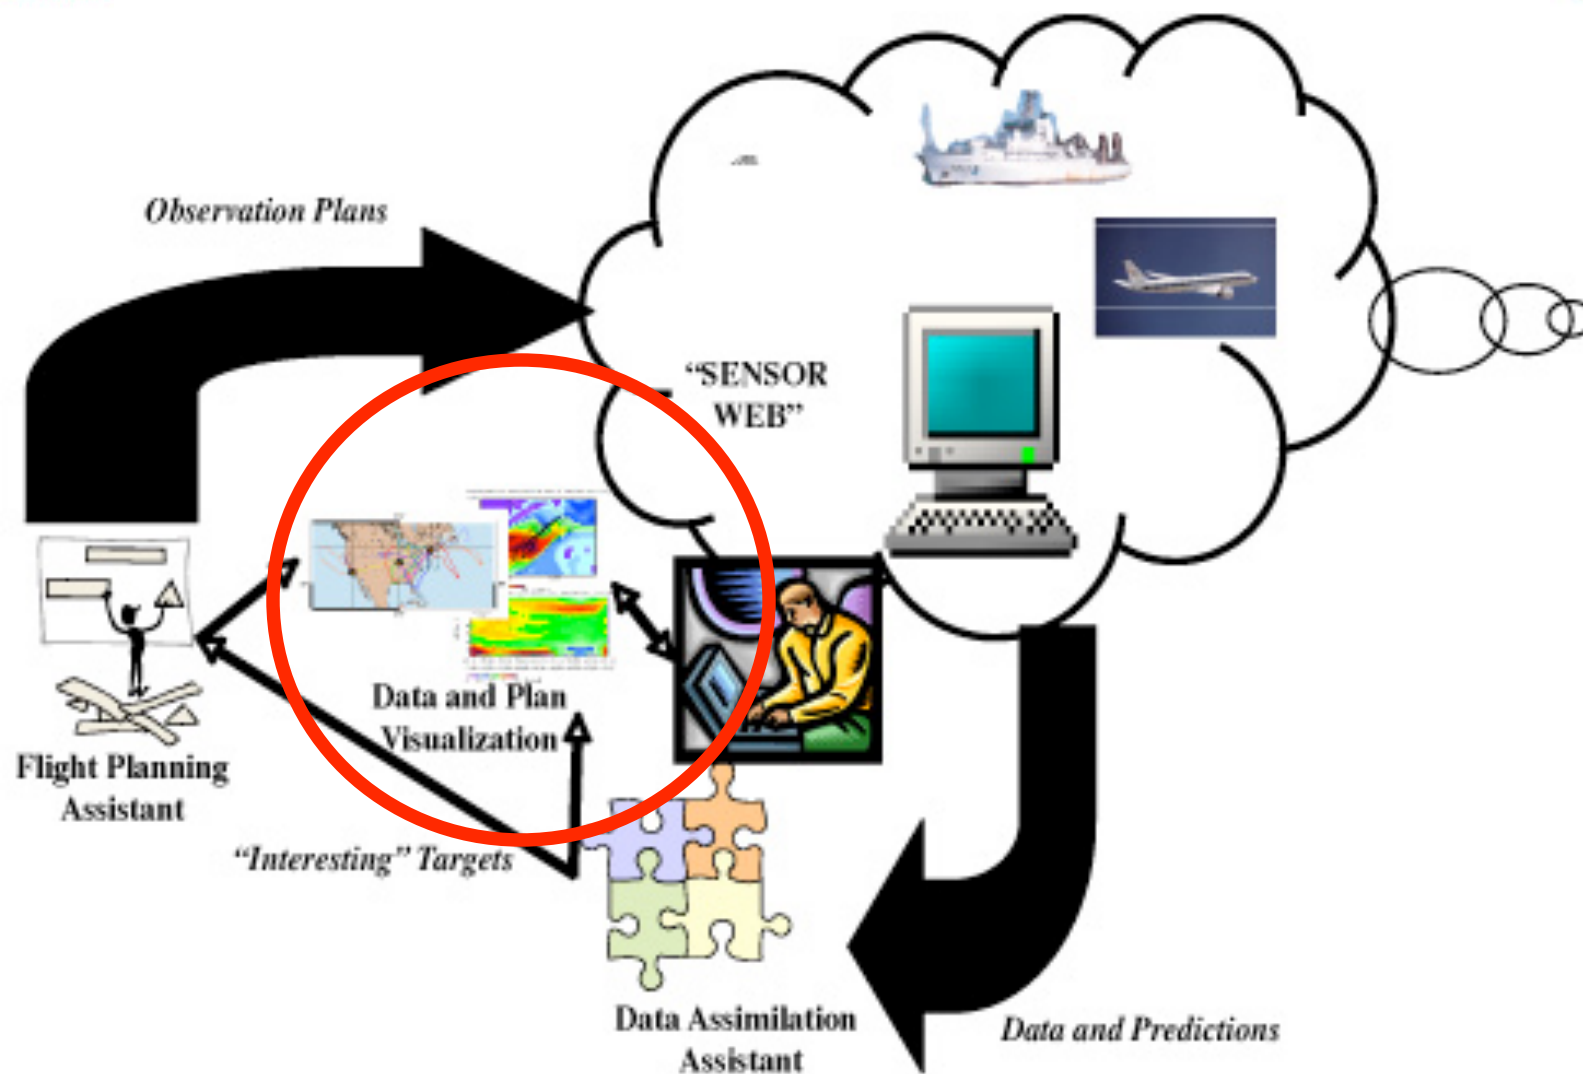 Observation Plans
“SENSOR
WEB”
Data and Plan
Visualization
Flight Planning
Assistant
“Interesting” Targets
Data Assimilation
Assistant
Data and Predictions